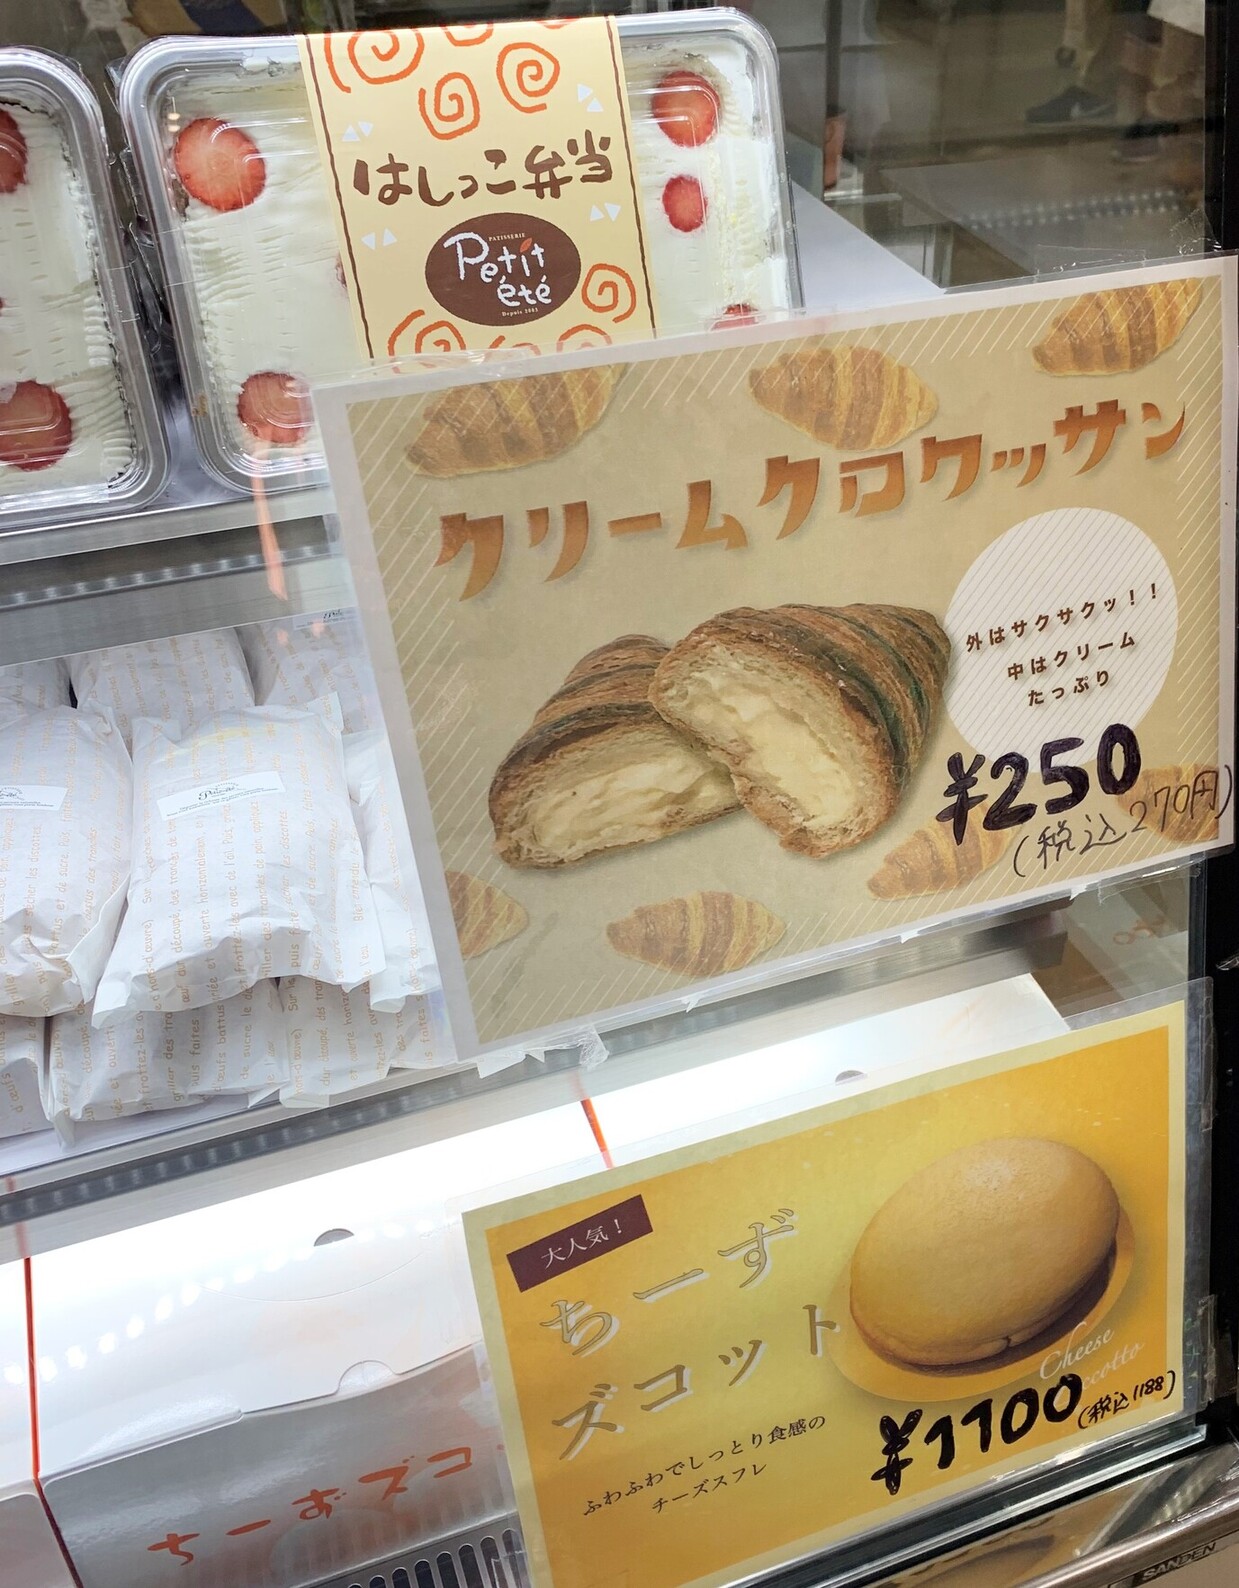 はしっこ弁当
PATISSERIE
Petit
été
Depuis 2001
クリームクロワッサン
外はサクサクッ！！
中はクリーム
たっぷり
¥250
(税込270円)
大人気！
ちーず
ズコット
ふわふわでしっとり食感の
チーズスフレ
Cheese
¥1100
(税込1188)
ちーずズコ
SANDEN